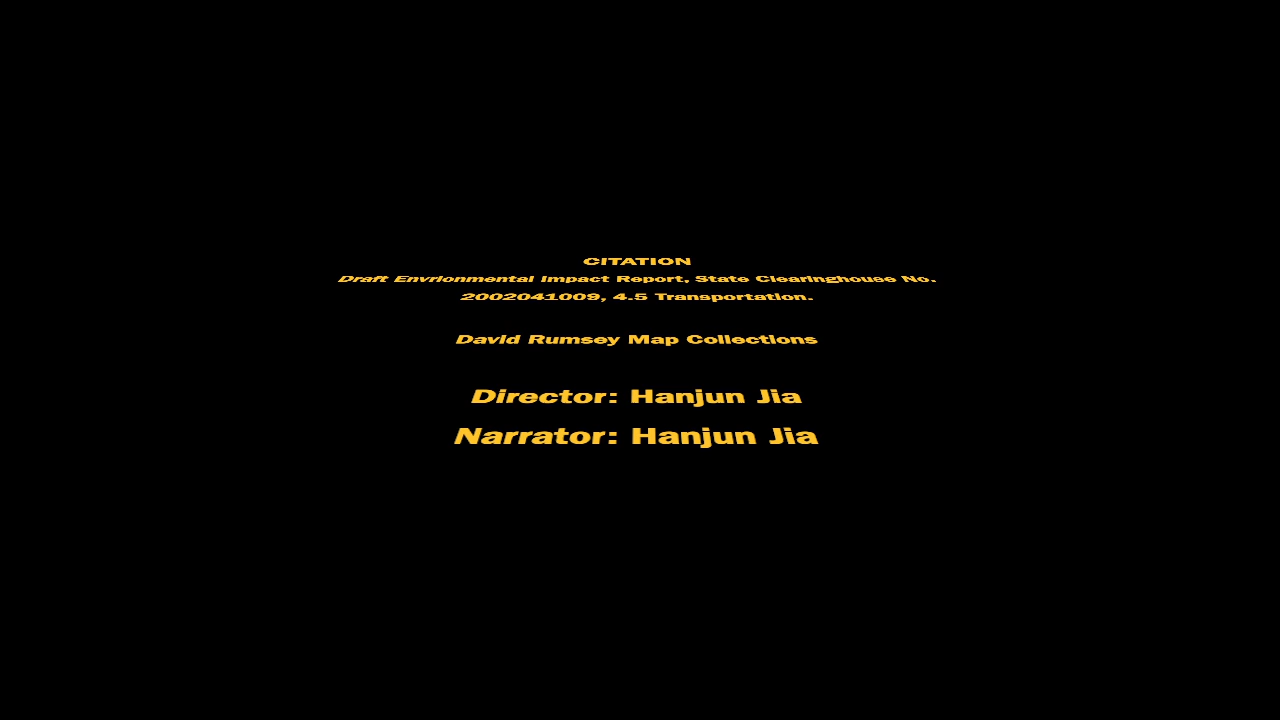 CITATION
Draft Envrionmental Impact Report, State Clearinghouse No.
2002041009, 4.5 Transportation.
David Rumsey Map Collections
Director: Hanjun Jia
Narrator: Hanjun Jia